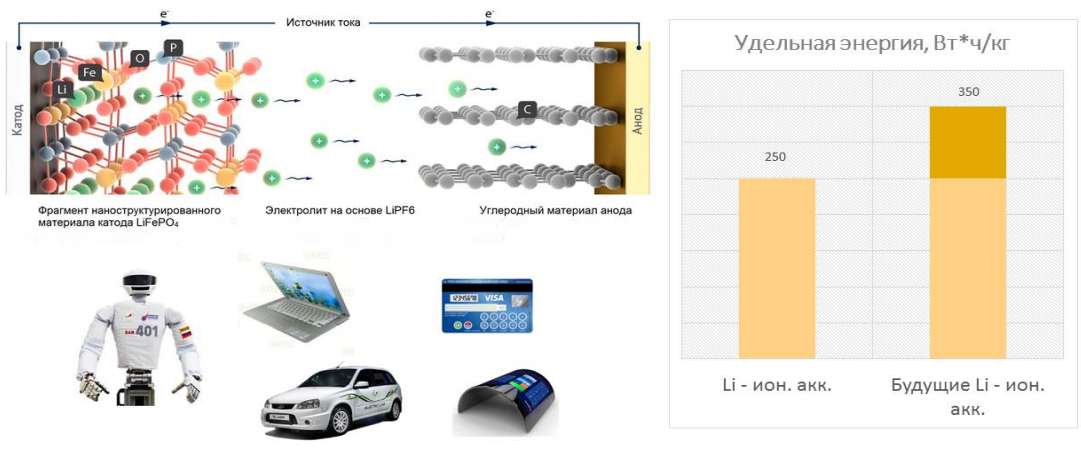 e-
Источник тока
e-
Катод
Li
Fe
O
P
C
Анод
Фрагмент наноструктурированного
материала катода LiFePO4
Электролит на основе LiPF6
Углеродный материал анода
SAR 401
VISA
Удельная энергия, Вт*ч/кг
250
350
Li - ион. акк.
Будущие Li - ион.
акк.